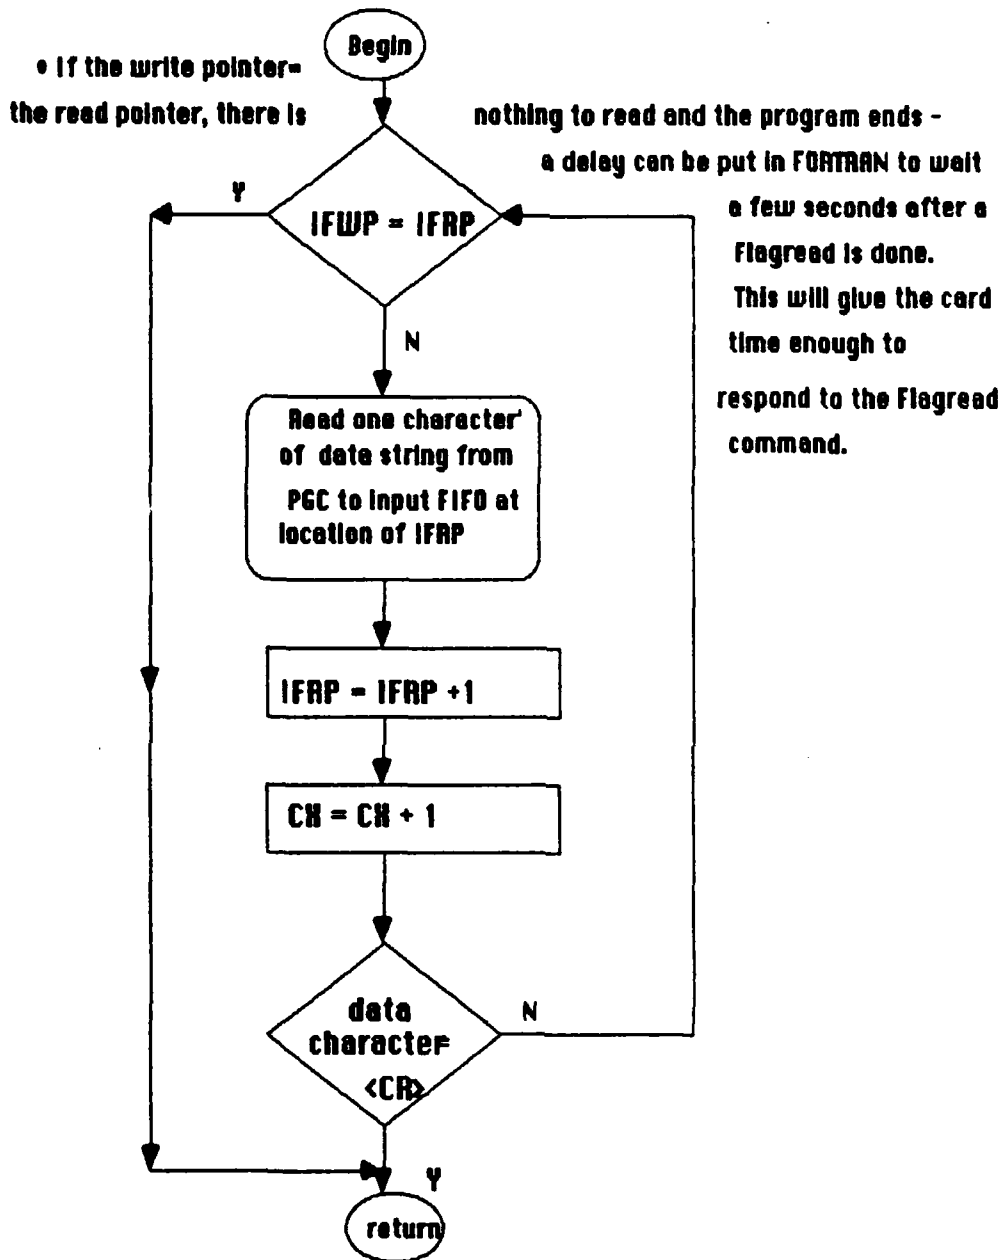 Begin
• If the write pointer=
the read pointer, there is
nothing to read and the program ends -
a delay can be put in FORTRAN to wait
a few seconds after a
Flagread is done.
This will give the card
time enough to
respond to the Flagread
command.
Y
IFWP = IFRP
N
Read one character
of data string from
PGC to input FIFO at
location of IFRP
IFRP = IFRP +1
CX = CX + 1
data
character=
<CR>
N
Y
return